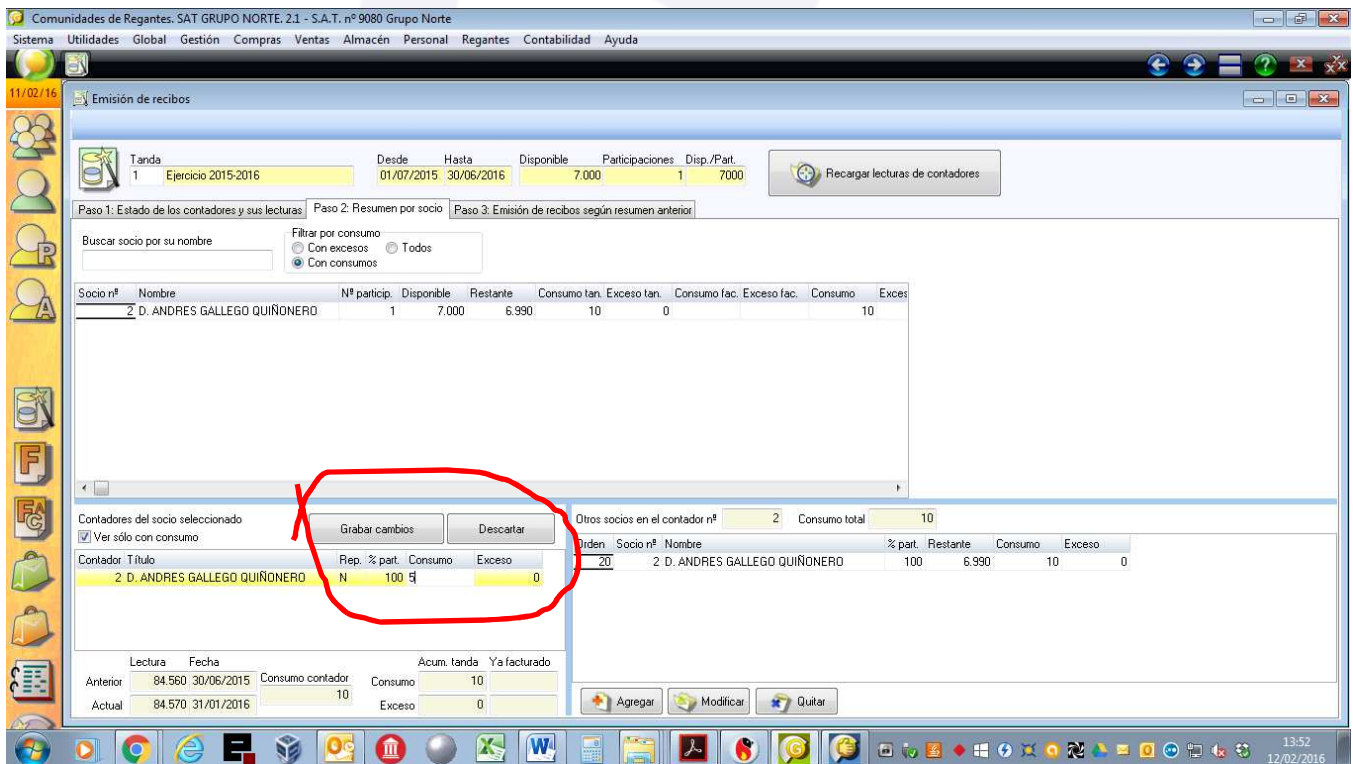 Comunidades de Regantes. SAT GRUPO NORTE. 2.1 - S.A.T. nº 9080 Grupo Norte
Sistema Utilidades Global Gestión Compras Ventas Almacén Personal Regantes Contabilidad Ayuda
11/02/16
Emisión de recibos
Tanda Desde Hasta Disponible Participaciones Disp./Part.
1 Ejercicio 2015-2016 01/07/2015 30/06/2016 7.000 1 7000
Recargar lecturas de contadores
Paso 1: Estado de los contadores y sus lecturas Paso 2: Resumen por socio Paso 3: Emisión de recibos según resumen anterior
Buscar socio por su nombre
Filtrar por consumo
Con excesos Todos
Con consumos
Socio nº Nombre Nº particip. Disponible Restante Consumo tan. Exceso tan. Consumo fac. Exceso fac. Consumo Exces
2 D. ANDRES GALLEGO QUIÑONERO 1 7.000 6.990 10 0 10
Contadores del socio seleccionado
Ver sólo con consumo
Grabar cambios Descartar
Contador Título Rep. % part. Consumo Exceso
2 D. ANDRES GALLEGO QUIÑONERO N 100 5 0
Otros socios en el contador nº 2 Consumo total 10
Orden Socio nº Nombre % part. Restante Consumo Exceso
20 2 D. ANDRES GALLEGO QUIÑONERO 100 6.990 10 0
Lectura Fecha Acum. tanda Ya facturado
Anterior 84.560 30/06/2015 Consumo contador Consumo 10
Actual 84.570 31/01/2016 10 Exceso 0
Agregar Modificar Quitar
13:52
12/02/2016